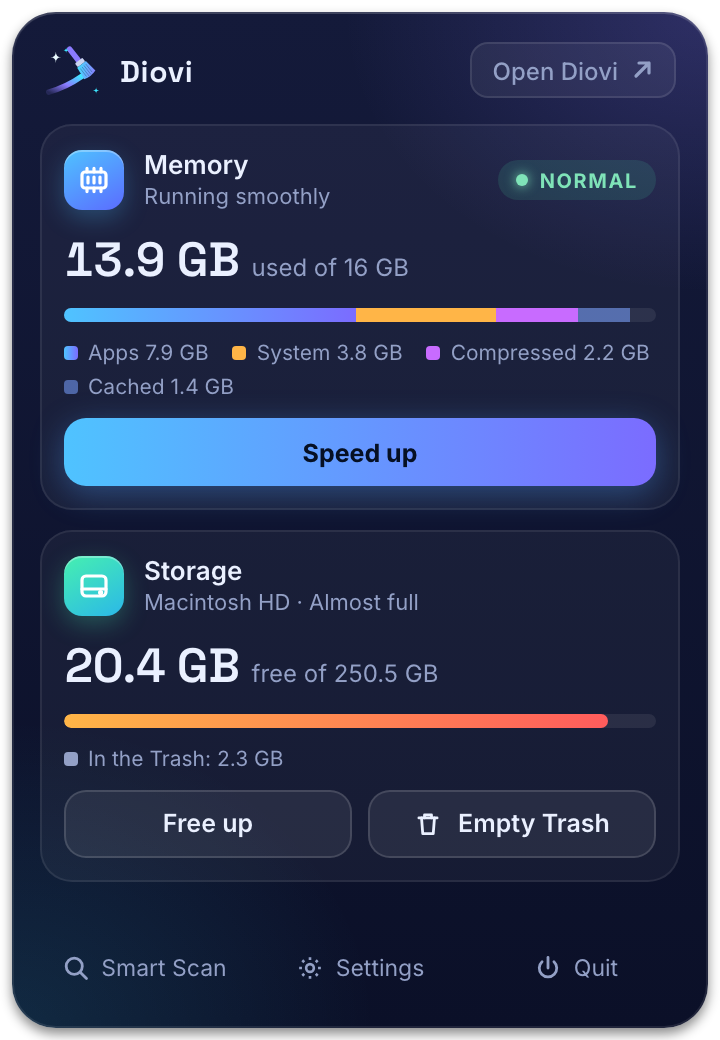 Diovi
Open Diovi
Memory
Running smoothly
NORMAL
13.9 GB used of 16 GB
Apps 7.9 GB System 3.8 GB Compressed 2.2 GB
Cached 1.4 GB
Speed up
Storage
Macintosh HD · Almost full
20.4 GB free of 250.5 GB
In the Trash: 2.3 GB
Free up Empty Trash
Smart Scan Settings Quit